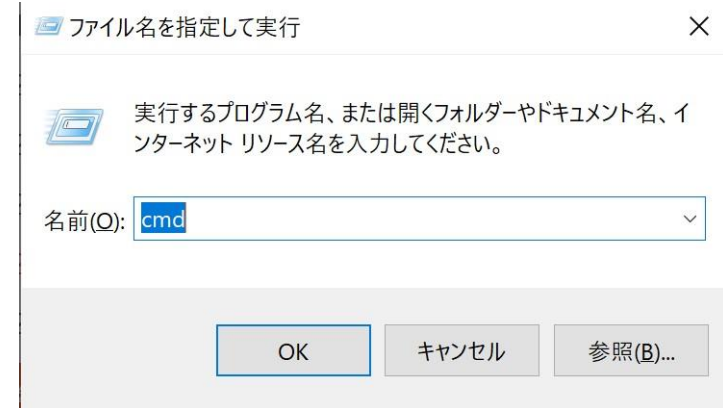 ファイル名を指定して実行
実行するプログラム名、または開くフォルダーやドキュメント名、イ
ンターネット リソース名を入力してください。
名前(O): cmd
OK キャンセル 参照(B)...